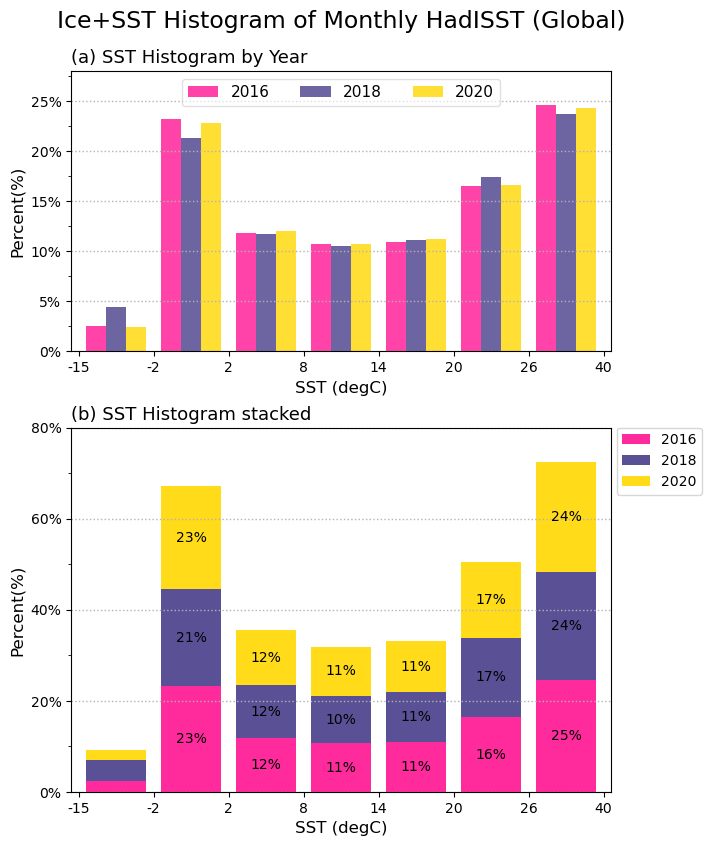 Ice+SST Histogram of Monthly HadISST (Global)
(a) SST Histogram by Year
2016 2018 2020
25%
20%
15%
10%
5%
0%
Percent(%)
-15 -2 2 8 14 20 26 40
SST (degC)
(b) SST Histogram stacked
2016
2018
2020
80%
60%
40%
20%
0%
Percent(%)
23% 12% 11% 11% 17% 24%
21% 12% 10% 11% 17% 24%
23% 12% 11% 11% 16% 25%
-15 -2 2 8 14 20 26 40
SST (degC)